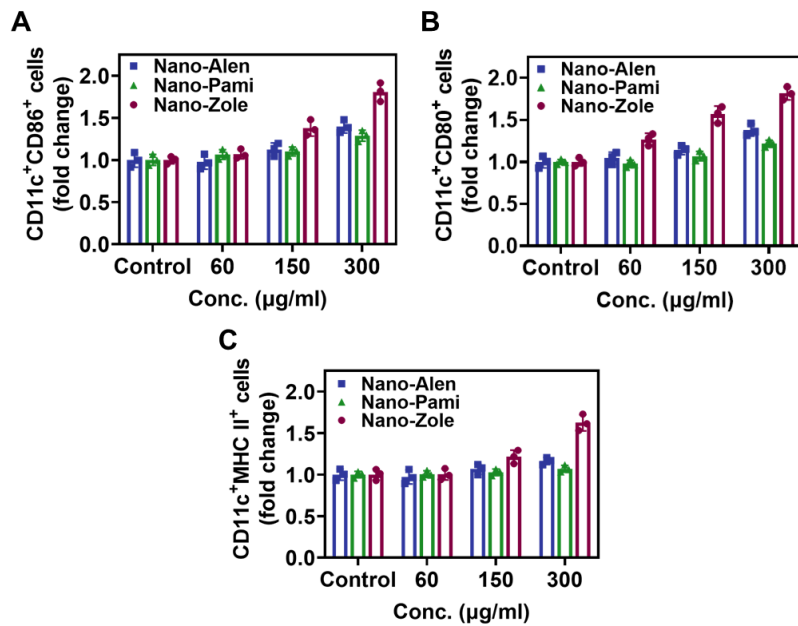 A
CD11c⁺CD86⁺ cells
(fold change)
2.0
1.5
1.0
0.5
0.0
Nano-Alen
Nano-Pami
Nano-Zole
Control 60 150 300
Conc. (µg/ml)
B
CD11c⁺CD80⁺ cells
(fold change)
2.0
1.5
1.0
0.5
0.0
Nano-Alen
Nano-Pami
Nano-Zole
Control 60 150 300
Conc. (µg/ml)
C
CD11c⁺MHC II⁺ cells
(fold change)
2.0
1.5
1.0
0.5
0.0
Nano-Alen
Nano-Pami
Nano-Zole
Control 60 150 300
Conc. (µg/ml)